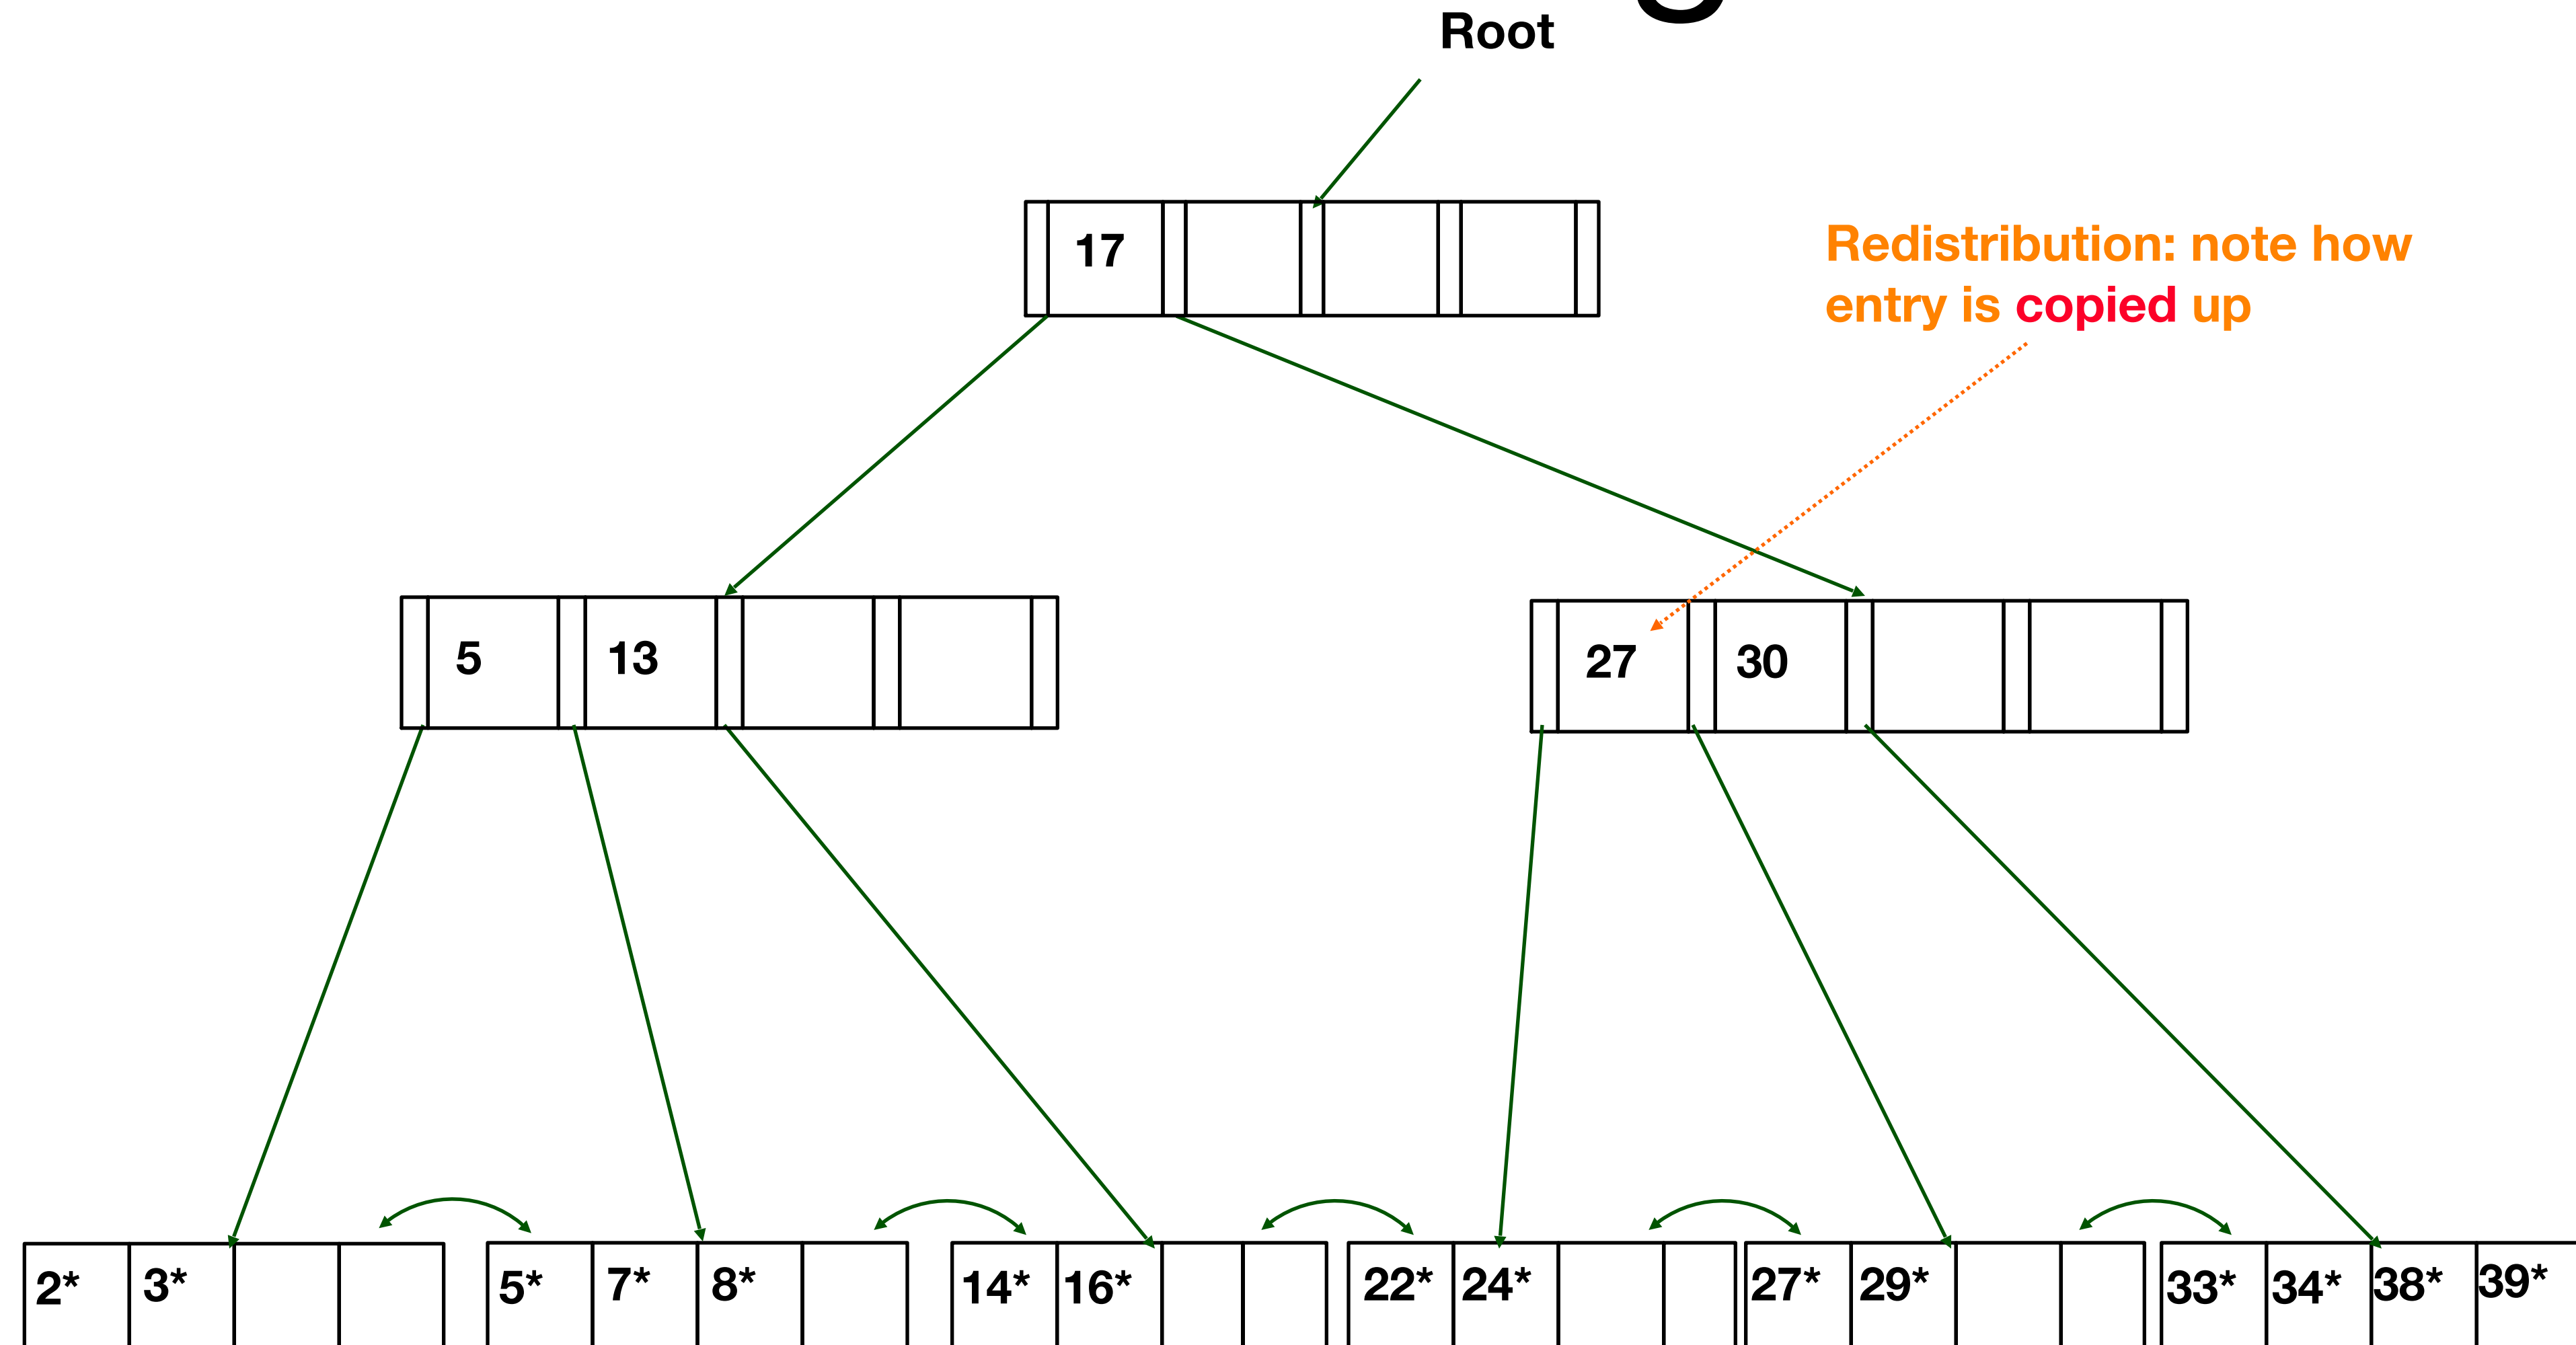 Root
17
Redistribution: note how
entry is copied up
5 13
27 30
2* 3*
5* 7* 8*
14* 16*
22* 24*
27* 29*
33* 34* 38* 39*